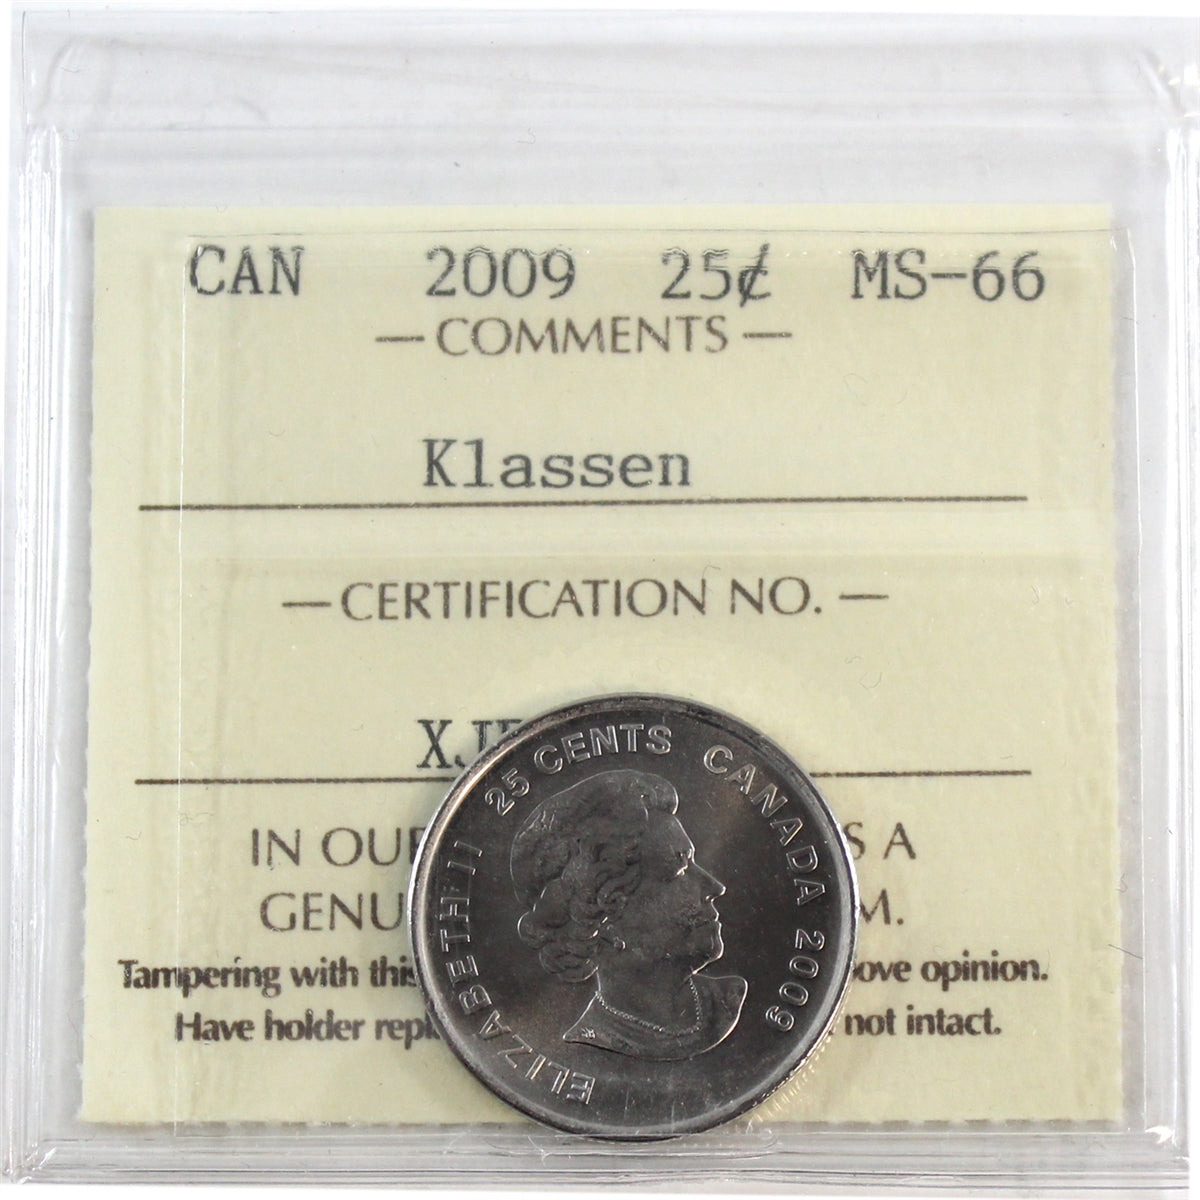 CAN 2009 25¢ MS-66
— COMMENTS —
Klassen
— CERTIFICATION NO. —
XJ
IN OU S A
GENU M.
Tampering with this ove opinion.
Have holder repl not intact.
25 CENTS CANADA 2009
ELIZABETH II